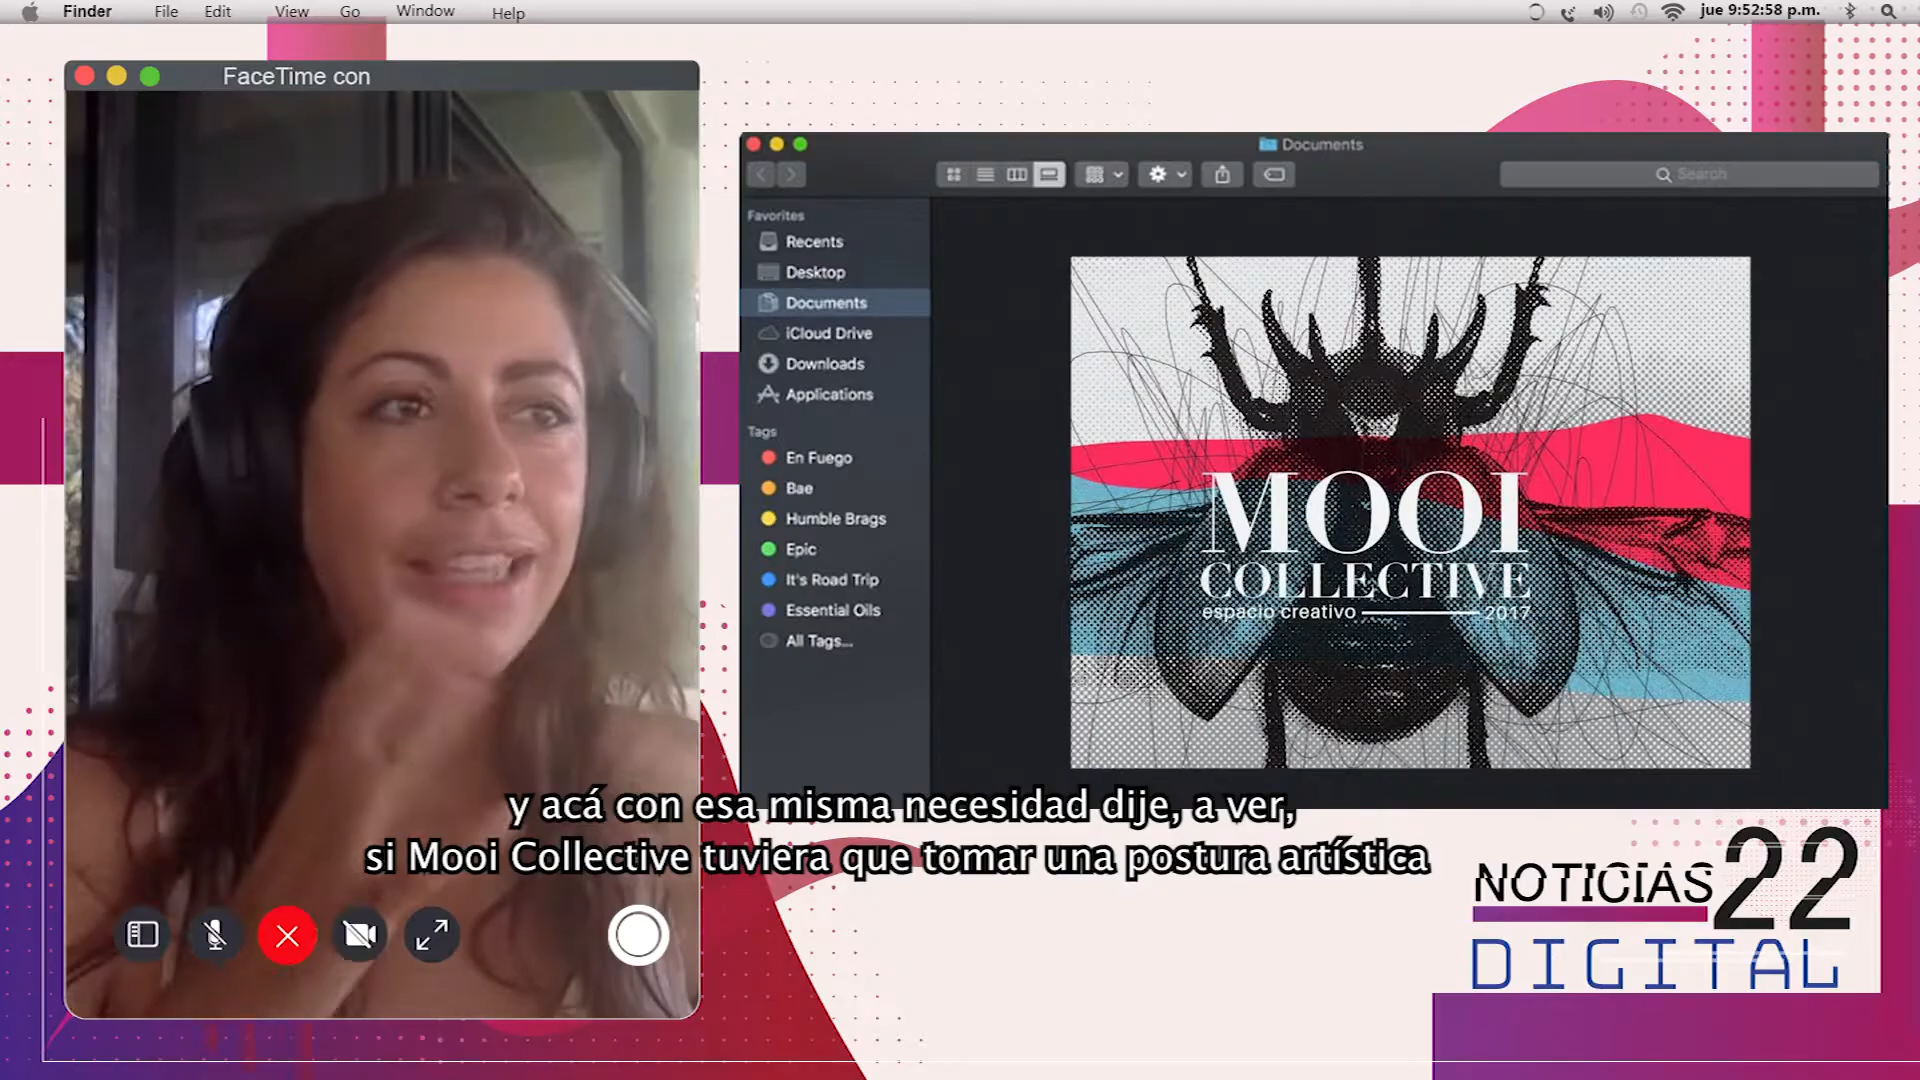 Finder File Edit View Go Window Help
jue 9:52:58 p.m.
FaceTime con
Documents
Search
Favorites
Recents
Desktop
Documents
iCloud Drive
Downloads
Applications
Tags
En Fuego
Bae
Humble Brags
Epic
It's Road Trip
Essential Oils
All Tags...
MOOI
COLLECTIVE
espacio creativo 2017
y acá con esa misma necesidad dije, a ver,
si Mooi Collective tuviera que tomar una postura artística
NOTICIAS 22
DIGITAL